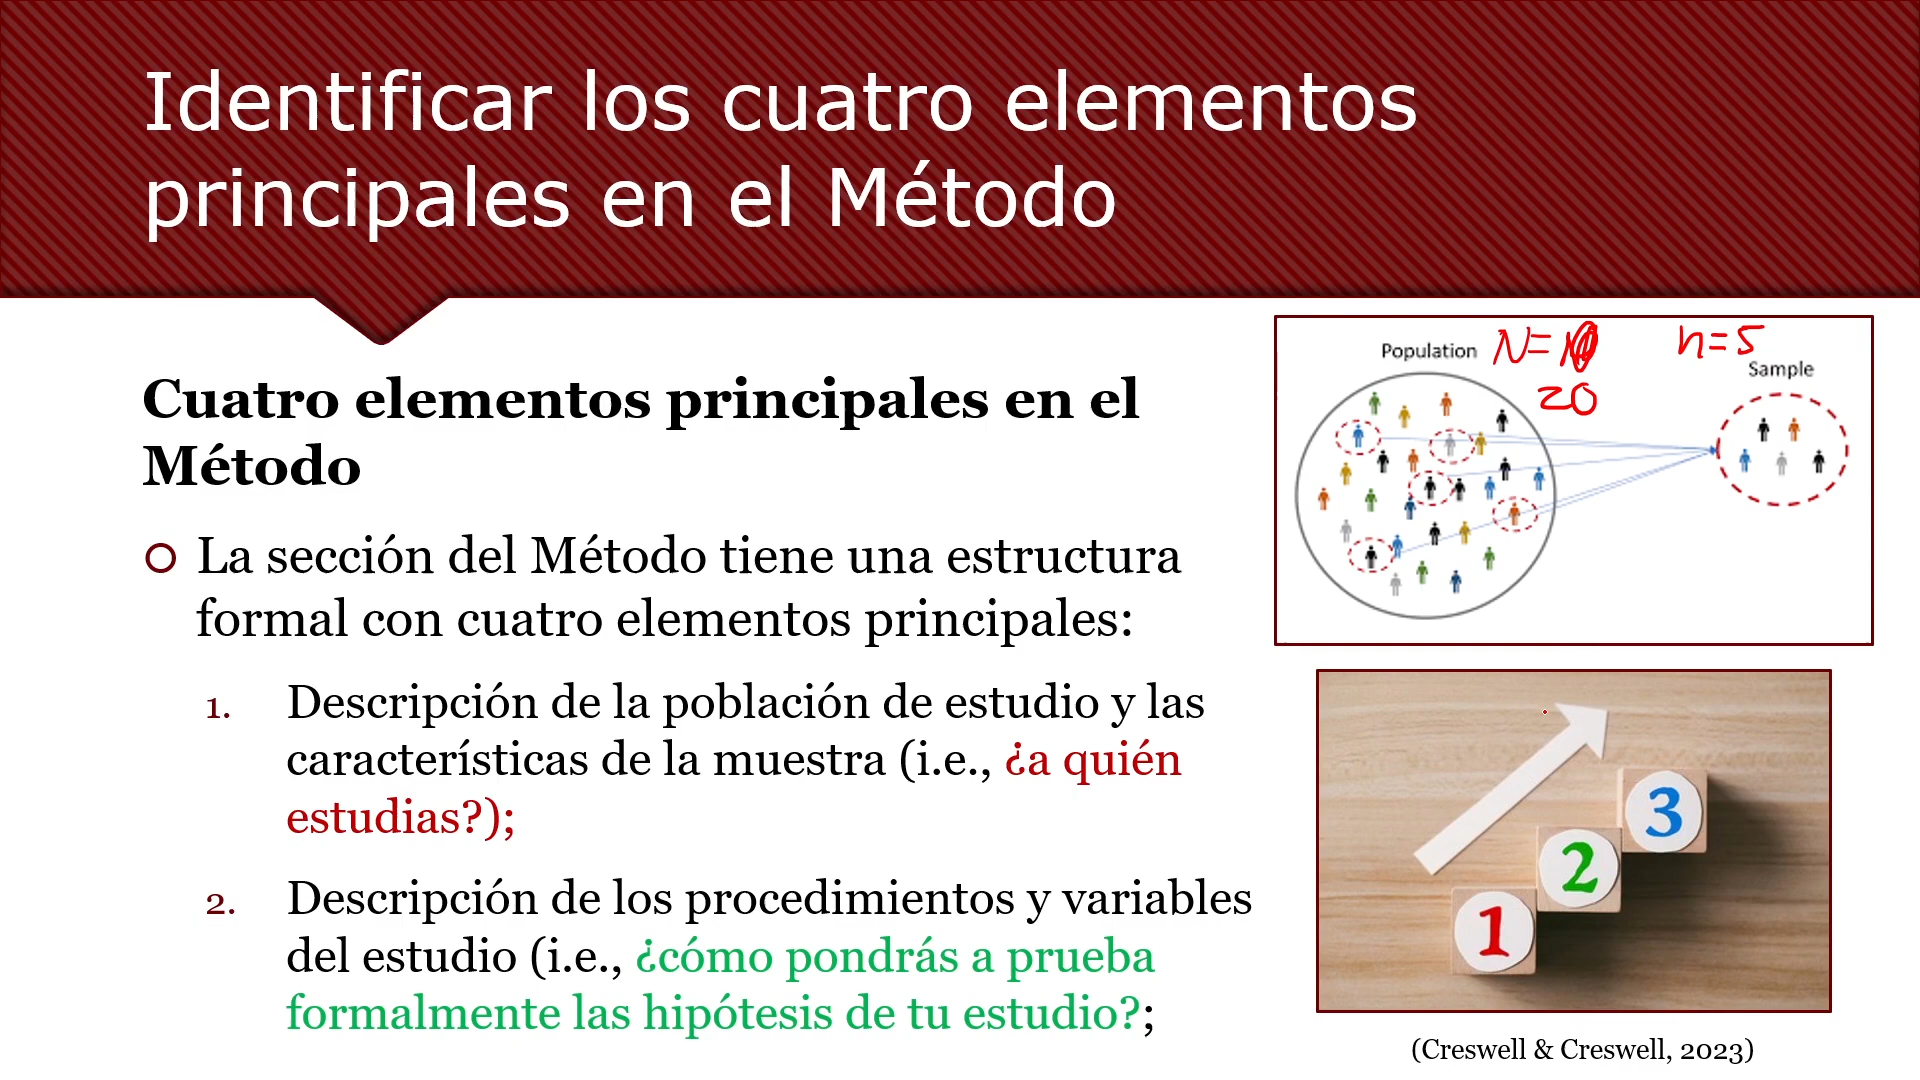 Identificar los cuatro elementos
principales en el Método
Cuatro elementos principales en el
Método
La sección del Método tiene una estructura
formal con cuatro elementos principales:
1. Descripción de la población de estudio y las
características de la muestra (i.e., ¿a quién
estudias?);
2. Descripción de los procedimientos y variables
del estudio (i.e., ¿cómo pondrás a prueba
formalmente las hipótesis de tu estudio?;
Population N=
20
n=5
Sample
1
2
3
(Creswell & Creswell, 2023)